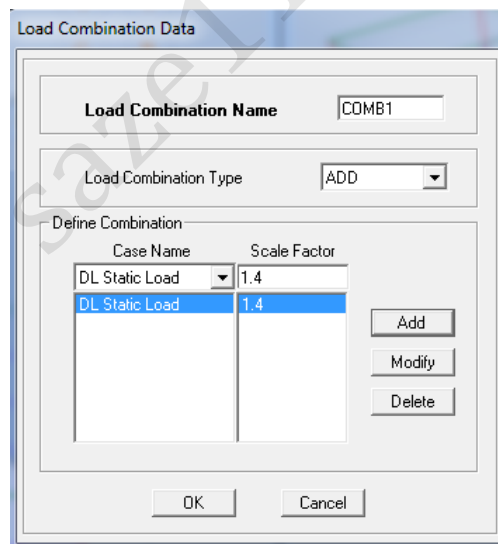 Load Combination Data
Load Combination Name COMB1
Load Combination Type ADD
Define Combination
Case Name Scale Factor
DL Static Load 1.4
DL Static Load 1.4
Add
Modify
Delete
OK Cancel